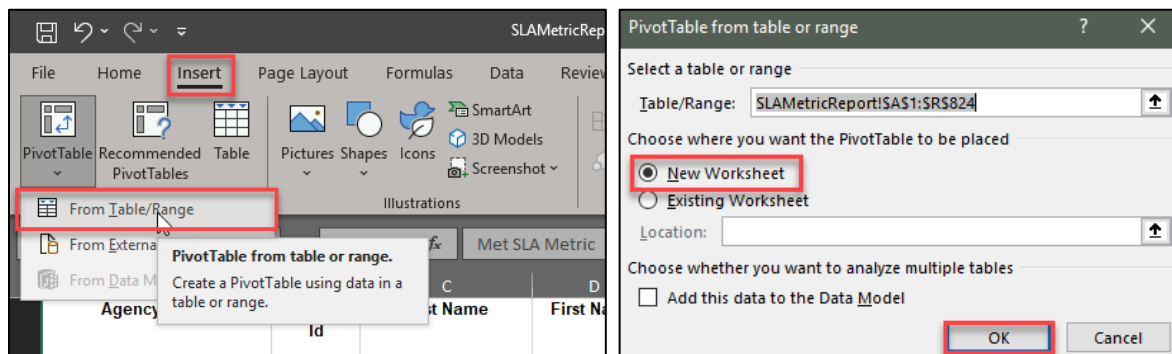 SLAMetricRep
File Home Insert Page Layout Formulas Data Review
PivotTable Recommended PivotTables Table
Pictures Shapes Icons
SmartArt
3D Models
Screenshot
Illustrations
From Table/Range
From Externa
From Data M
fx Met SLA Metric
PivotTable from table or range.
Create a PivotTable using data in a
table or range.
C D
Agency
Id
st Name
First Na
PivotTable from table or range ? ×
Select a table or range
Table/Range: SLAMetricReport!$A$1:$R$824
Choose where you want the PivotTable to be placed
New Worksheet
Existing Worksheet
Location:
Choose whether you want to analyze multiple tables
Add this data to the Data Model
OK Cancel